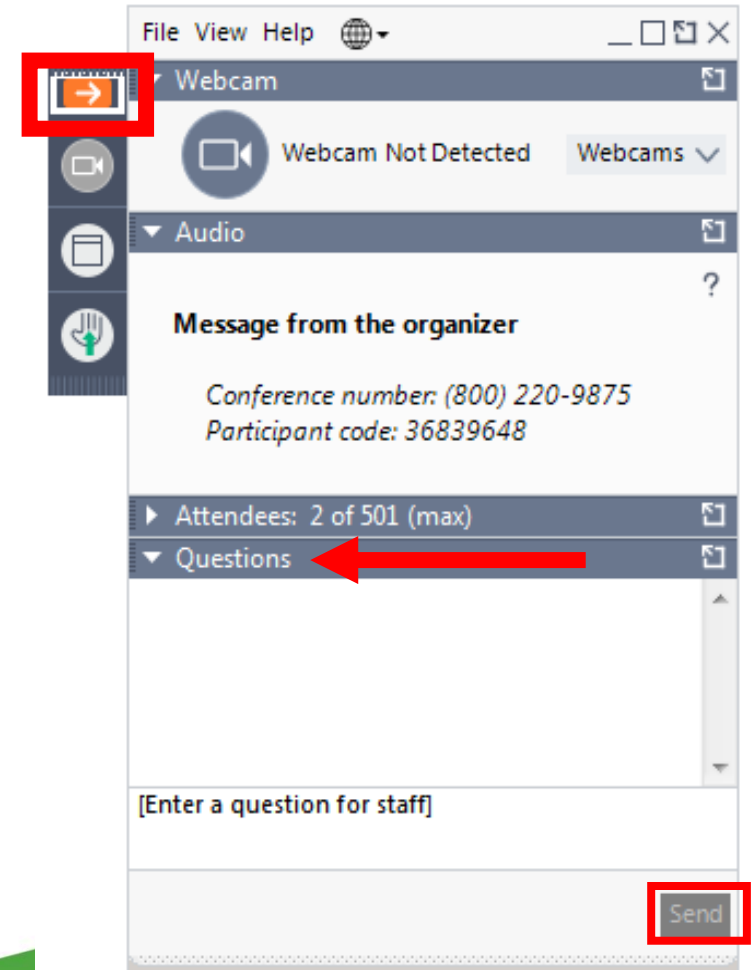 File View Help
Webcam
Webcam Not Detected Webcams
Audio
?
Message from the organizer
Conference number: (800) 220-9875
Participant code: 36839648
Attendees: 2 of 501 (max)
Questions
[Enter a question for staff]
Send